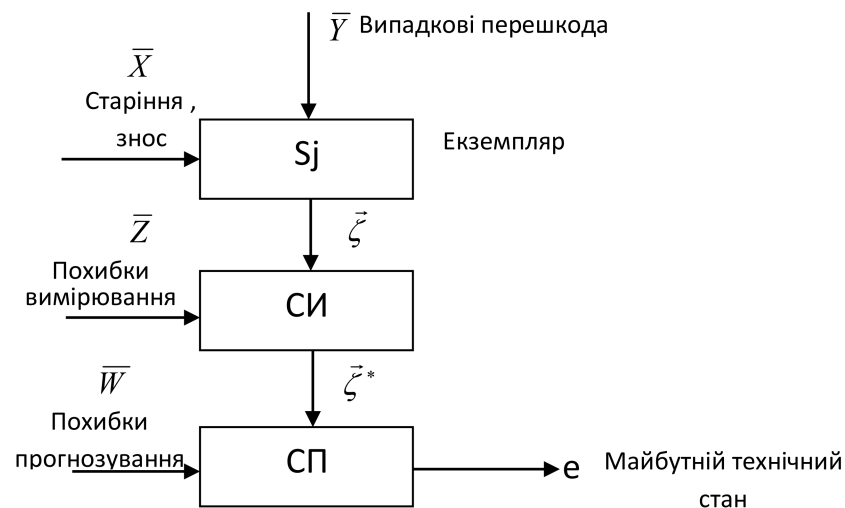 Y̅ Випадкові перешкода
X̅
Старіння ,
знос
Sj
Екземпляр
Z̅
ζ⃗
Похибки
вимірювання
СИ
W̅
ζ⃗ *
Похибки
прогнозування
СП
e
Майбутній технічний
стан